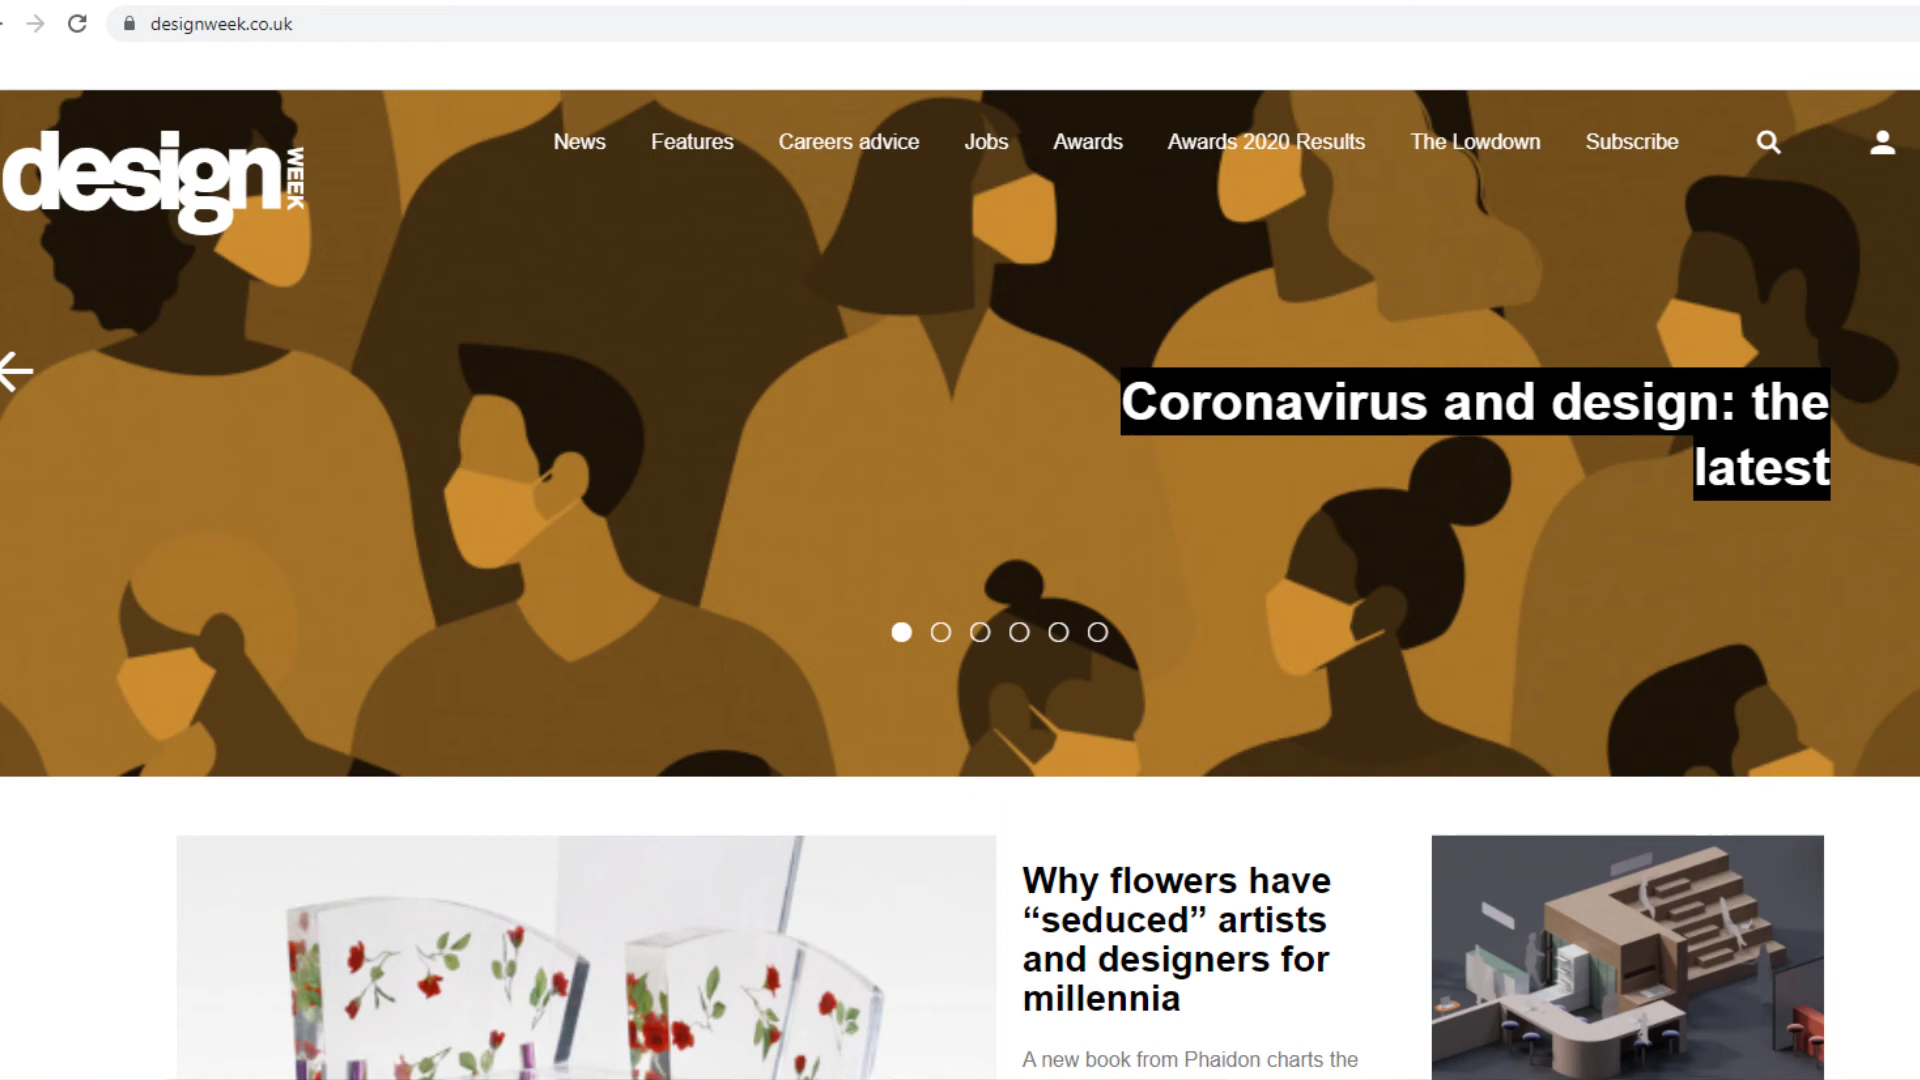 designweek.co.uk
design WEEK
News Features Careers advice Jobs Awards Awards 2020 Results The Lowdown Subscribe
Coronavirus and design: the
latest
Why flowers have
“seduced” artists
and designers for
millennia
A new book from Phaidon charts the